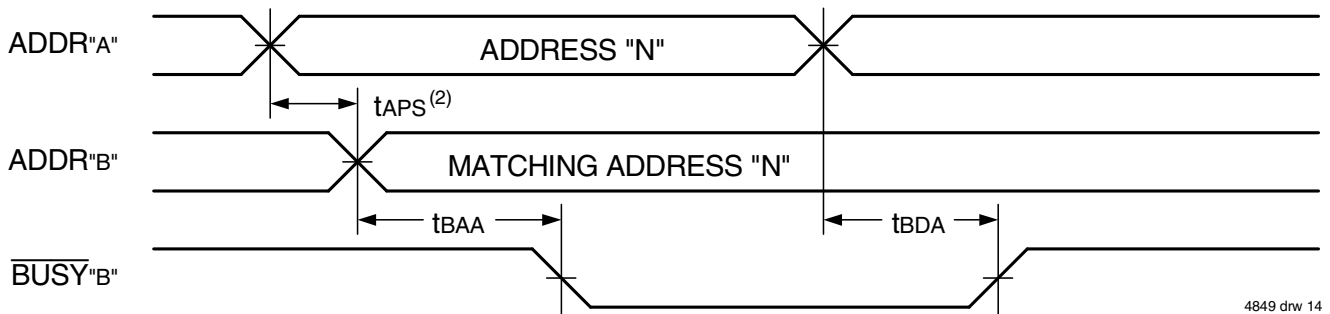 ADDR"A"
ADDRESS "N"
tAPS(2)
ADDR"B"
MATCHING ADDRESS "N"
tBAA
tBDA
BUSY"B"
4849 drw 14